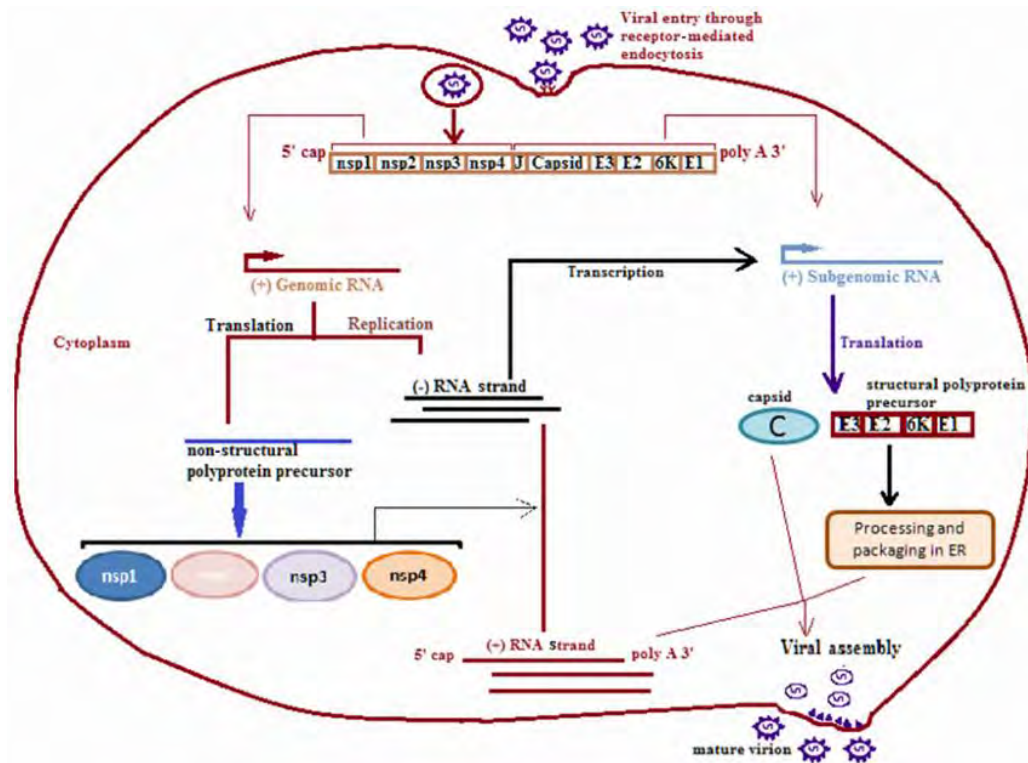 Viral entry through
receptor-mediated
endocytosis
5' cap
nsp1 nsp2 nsp3 nsp4 J Capsid E3 E2 6K E1
poly A 3'
(+) Genomic RNA
Transcription
(+) Subgenomic RNA
Translation
Replication
Cytoplasm
Translation
(-) RNA strand
capsid
structural polyprotein
precursor
C
E3 E2 6K E1
non-structural
polyprotein precursor
Processing and
packaging in ER
nsp1
nsp3
nsp4
5' cap
(+) RNA Strand
poly A 3'
Viral assembly
mature virion